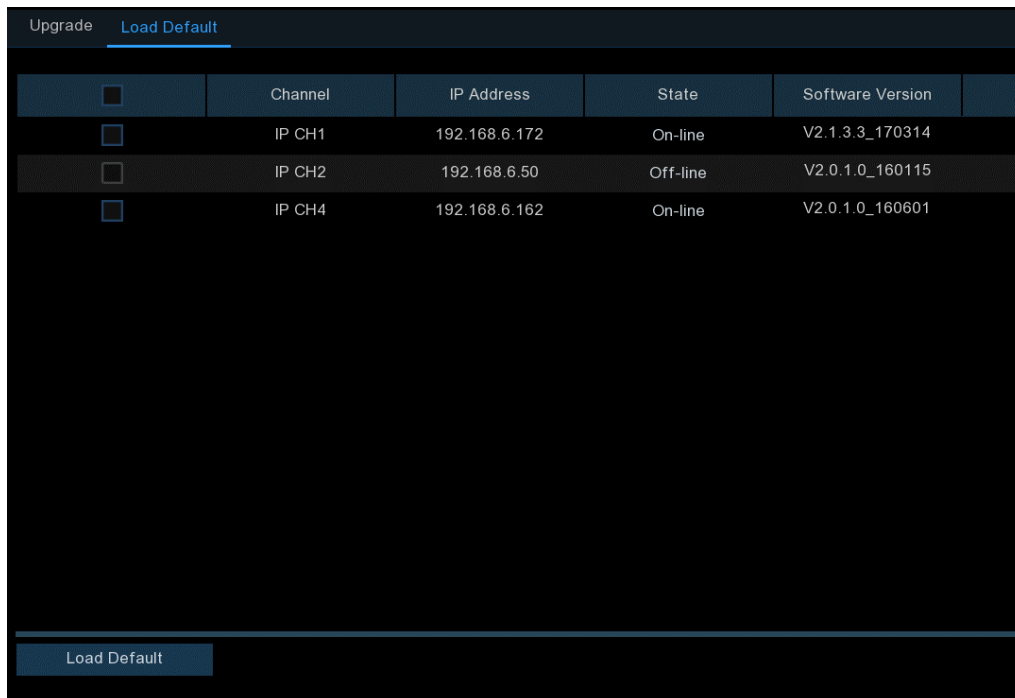 Upgrade Load Default
Channel IP Address State Software Version
IP CH1 192.168.6.172 On-line V2.1.3.3_170314
IP CH2 192.168.6.50 Off-line V2.0.1.0_160115
IP CH4 192.168.6.162 On-line V2.0.1.0_160601
Load Default